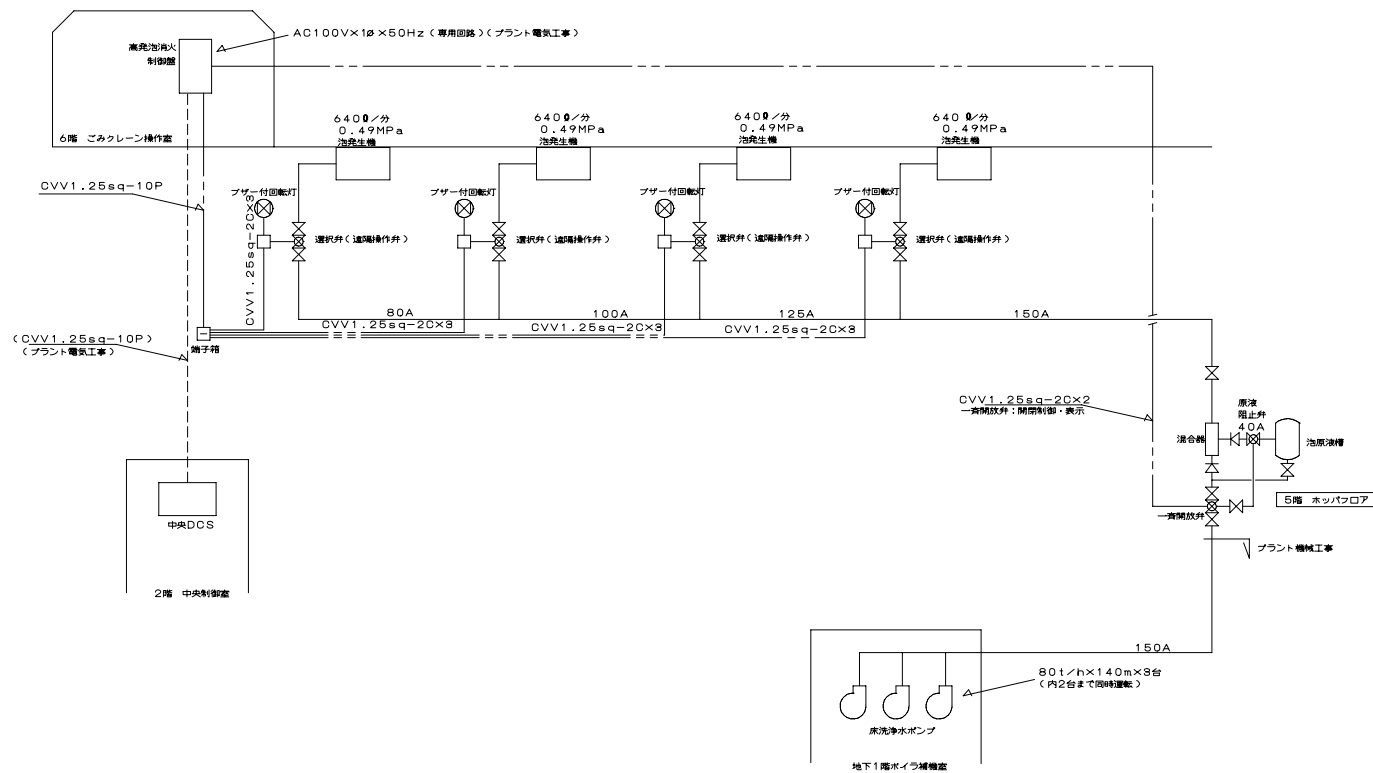 AC100V×1ø×50Hz（専用回路）（プラント電気工事）
高発泡消火
制御盤
6階 ごみクレーン操作室
640ℓ/分
0.49MPa
泡発生機
640ℓ/分
0.49MPa
泡発生機
640ℓ/分
0.49MPa
泡発生機
640ℓ/分
0.49MPa
泡発生機
CVV1.25sq-10P
ブザー付回転灯
ブザー付回転灯
ブザー付回転灯
ブザー付回転灯
CVV1.25sq-2C×3
選択弁（遠隔操作弁）
選択弁（遠隔操作弁）
選択弁（遠隔操作弁）
選択弁（遠隔操作弁）
80A
100A
125A
150A
CVV1.25sq-2C×3
CVV1.25sq-2C×3
CVV1.25sq-2C×3
端子箱
（CVV1.25sq-10P）
（プラント電気工事）
CVV1.25sq-2C×2
一斉開放弁：開閉制御・表示
原液
阻止弁
40A
混合器
泡原液槽
5階 ホッパフロア
一斉開放弁
プラント機械工事
中央DCS
2階 中央制御室
150A
80t/h×140m×3台
（内2台まで同時運転）
床洗浄水ポンプ
地下1階ボイラ補機室